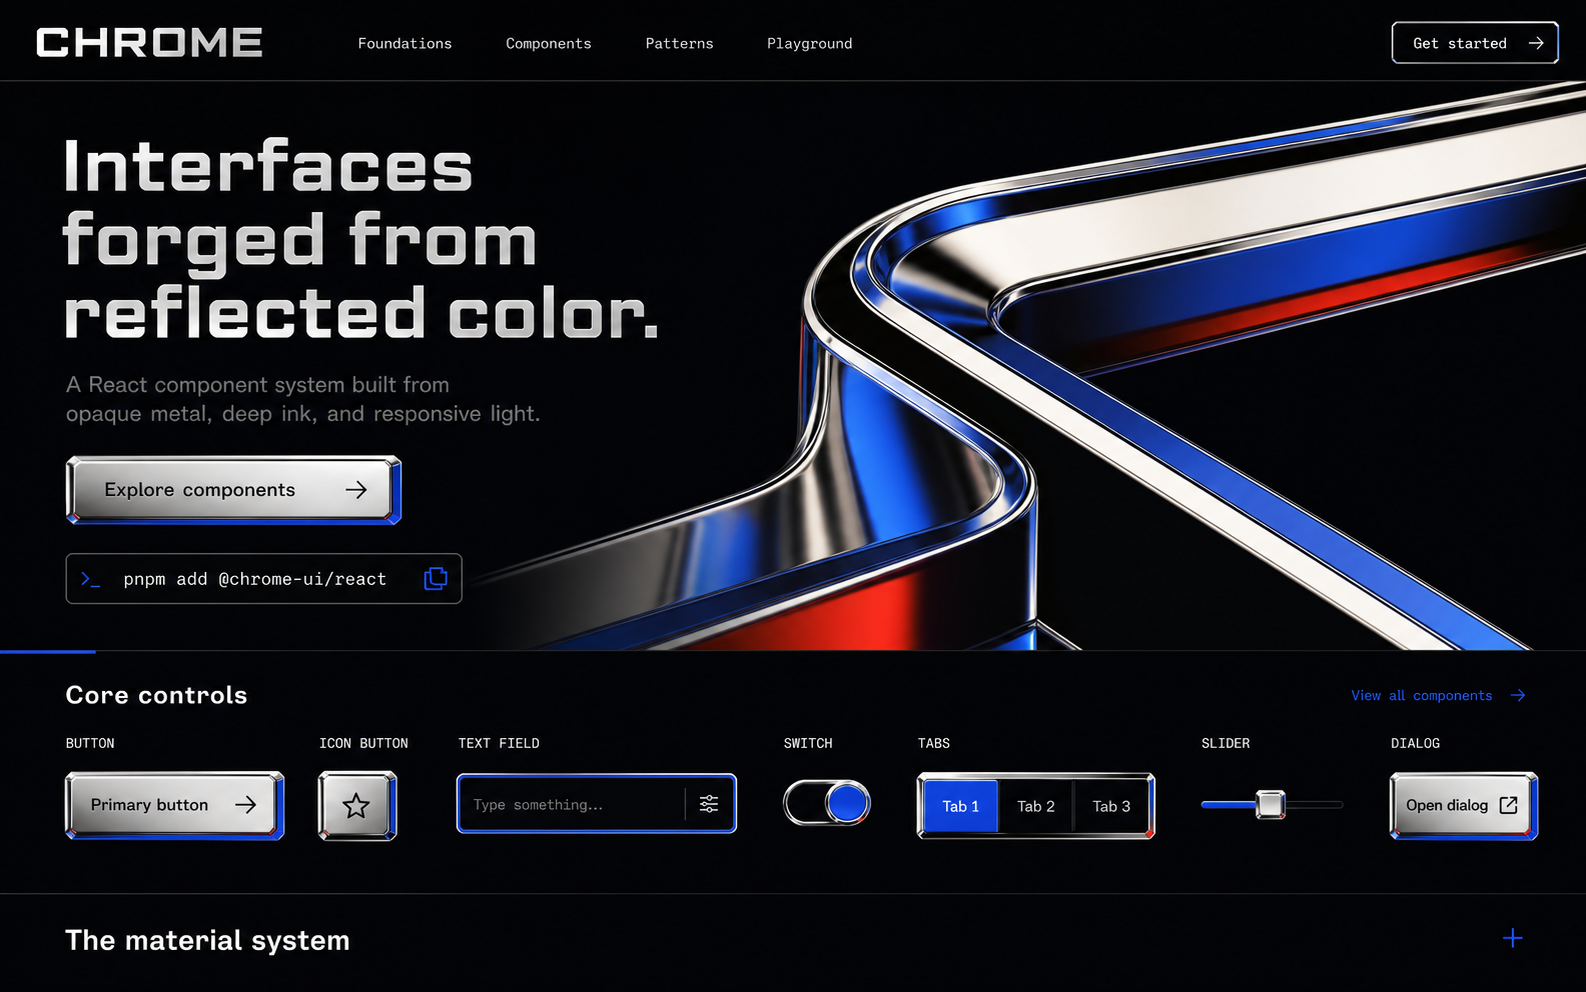 CHROME
Foundations
Components
Patterns
Playground
Get started
Interfaces
forged from
reflected color.
A React component system built from
opaque metal, deep ink, and responsive light.
Explore components
>_ pnpm add @chrome-ui/react
Core controls
View all components
BUTTON
ICON BUTTON
TEXT FIELD
SWITCH
TABS
SLIDER
DIALOG
Primary button
Type something...
Tab 1
Tab 2
Tab 3
Open dialog
The material system